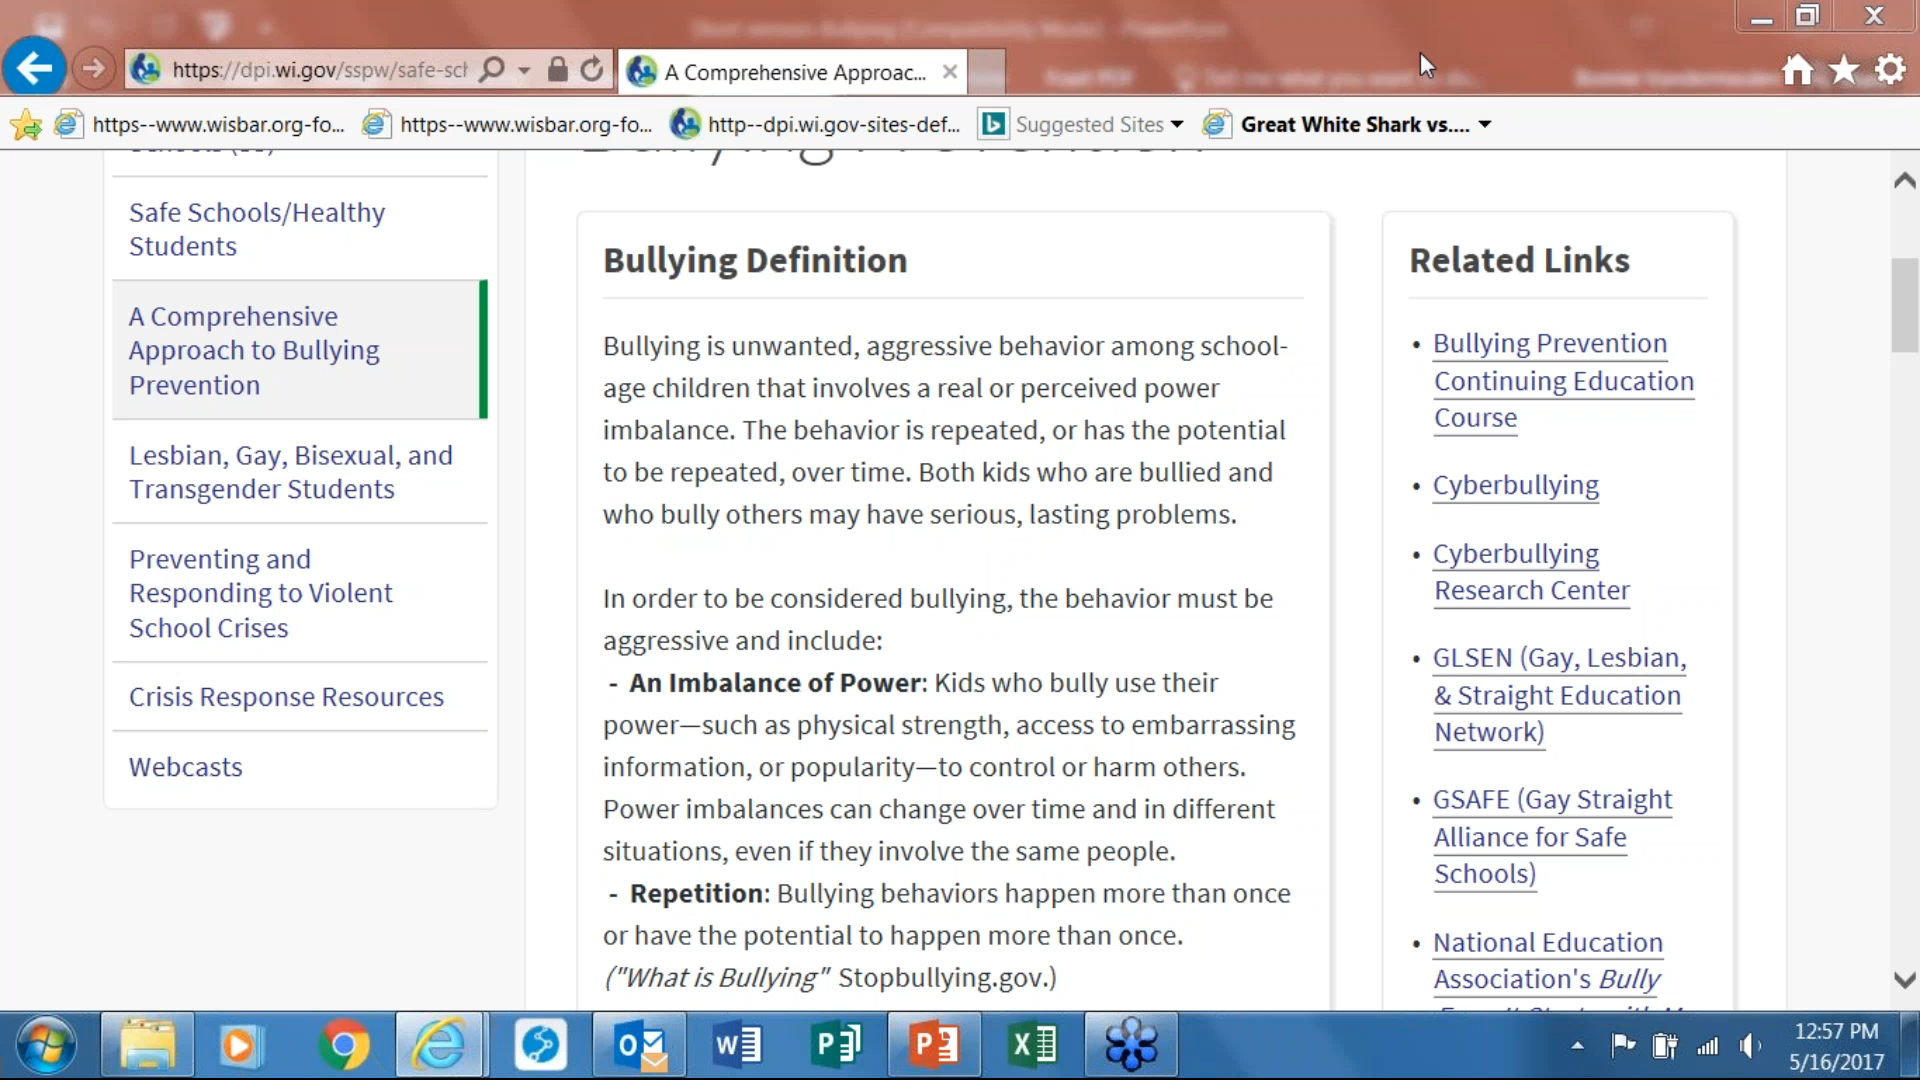 Short version Bullying [Compatibility Mode] - PowerPoint
https://dpi.wi.gov/sspw/safe-scl
A Comprehensive Approac...
https--www.wisbar.org-fo...
https--www.wisbar.org-fo...
http--dpi.wi.gov-sites-def...
Suggested Sites
Great White Shark vs....
Bullying Prevention
Safe Schools/Healthy
Students
A Comprehensive
Approach to Bullying
Prevention
Lesbian, Gay, Bisexual, and
Transgender Students
Preventing and
Responding to Violent
School Crises
Crisis Response Resources
Webcasts
Bullying Definition
Bullying is unwanted, aggressive behavior among school-
age children that involves a real or perceived power
imbalance. The behavior is repeated, or has the potential
to be repeated, over time. Both kids who are bullied and
who bully others may have serious, lasting problems.
In order to be considered bullying, the behavior must be
aggressive and include:
- An Imbalance of Power: Kids who bully use their
power—such as physical strength, access to embarrassing
information, or popularity—to control or harm others.
Power imbalances can change over time and in different
situations, even if they involve the same people.
- Repetition: Bullying behaviors happen more than once
or have the potential to happen more than once.
("What is Bullying" Stopbullying.gov.)
Related Links
• Bullying Prevention
Continuing Education
Course
• Cyberbullying
• Cyberbullying
Research Center
• GLSEN (Gay, Lesbian,
& Straight Education
Network)
• GSAFE (Gay Straight
Alliance for Safe
Schools)
• National Education
Association's Bully
12:57 PM
5/16/2017